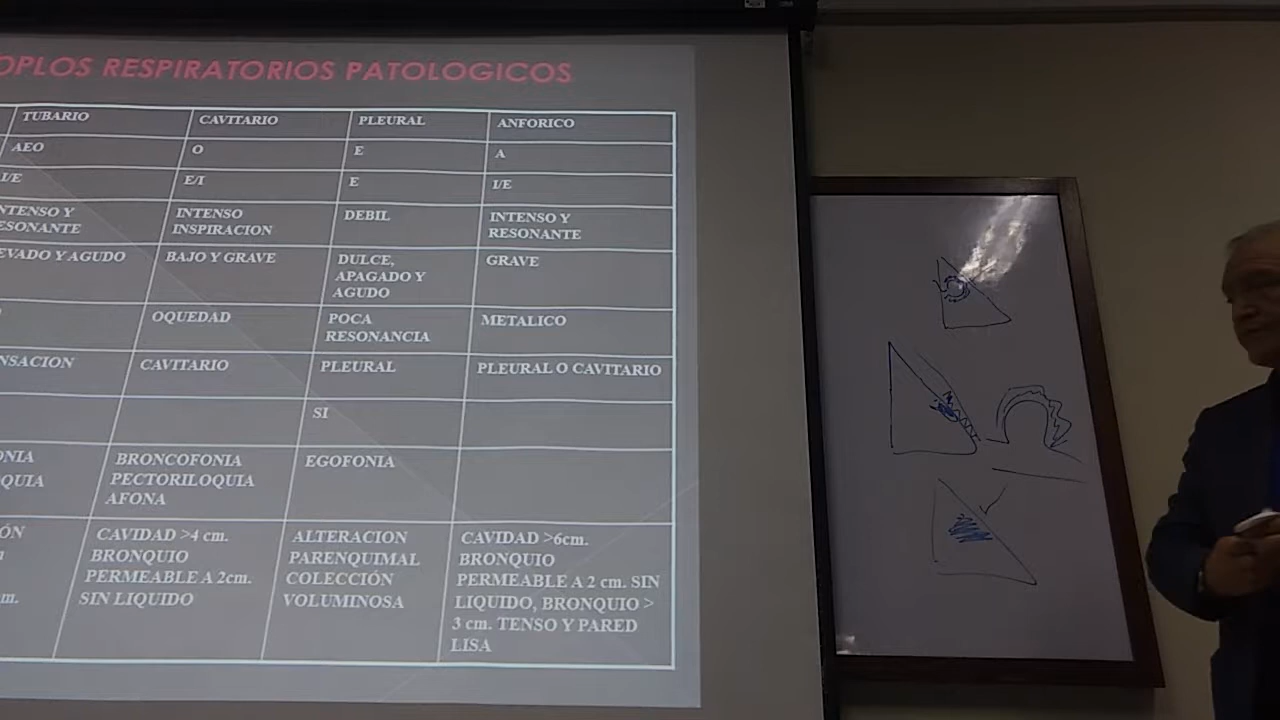 OPLOS RESPIRATORIOS PATOLOGICOS
TUBARIO CAVITARIO PLEURAL ANFORICO
AEO O E A
I/E E/I E I/E
NTENSO Y
ESONANTE
INTENSO
INSPIRACION
DEBIL
INTENSO Y
RESONANTE
EVADO Y AGUDO
BAJO Y GRAVE
DULCE,
APAGADO Y
AGUDO
GRAVE
OQUEDAD
POCA
RESONANCIA
METALICO
NSACION
CAVITARIO
PLEURAL
PLEURAL O CAVITARIO
SI
ONIA
OQUIA
BRONCOFONIA
PECTORILOQUIA
AFONA
EGOFONIA
ÓN
m.
CAVIDAD >4 cm.
BRONQUIO
PERMEABLE A 2cm.
SIN LIQUIDO
ALTERACION
PARENQUIMAL
COLECCIÓN
VOLUMINOSA
CAVIDAD >6cm.
BRONQUIO
PERMEABLE A 2 cm. SIN
LIQUIDO, BRONQUIO >
3 cm. TENSO Y PARED
LISA